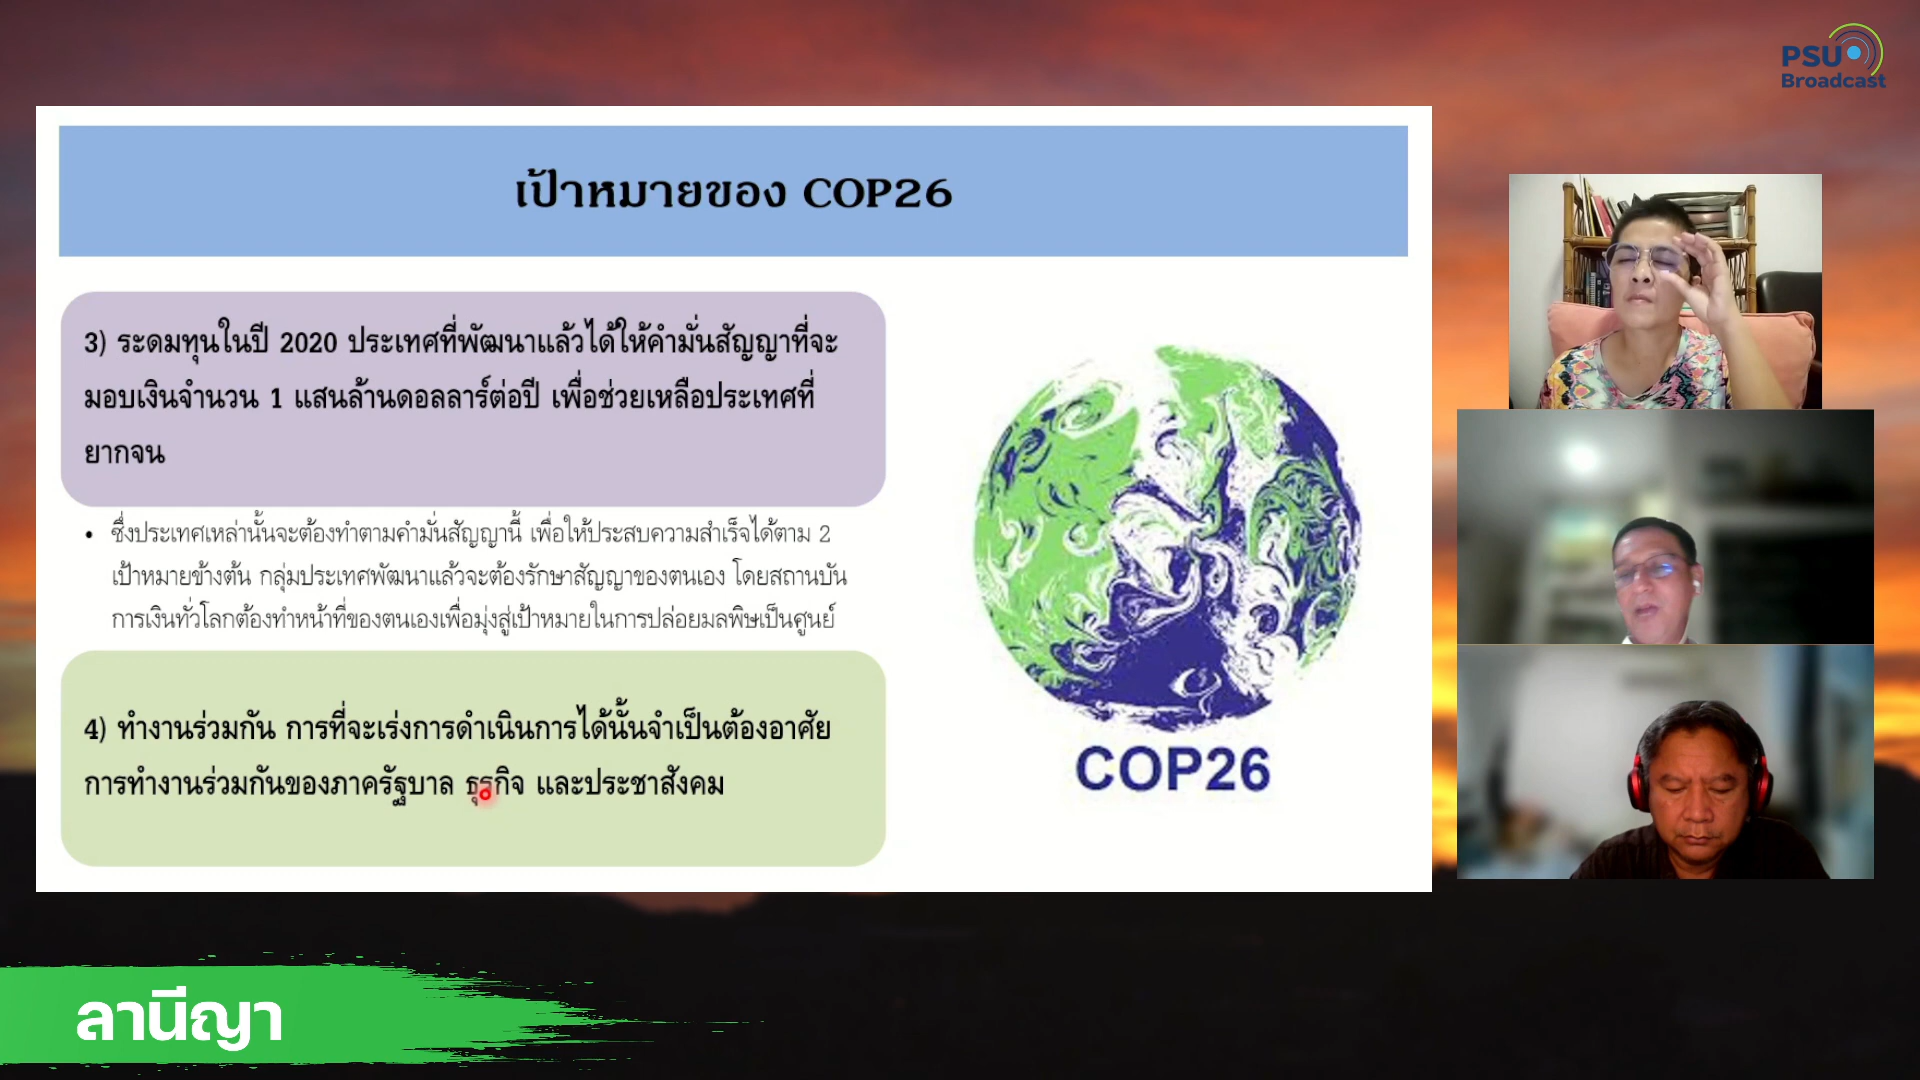 PSU
Broadcast
เป้าหมายของ COP26
3) ระดมทุนในปี 2020 ประเทศที่พัฒนาแล้วได้ให้คำมั่นสัญญาที่จะ
มอบเงินจำนวน 1 แสนล้านดอลลาร์ต่อปี เพื่อช่วยเหลือประเทศที่
ยากจน
• ซึ่งประเทศเหล่านั้นจะต้องทำตามคำมั่นสัญญานี้ เพื่อให้ประสบความสำเร็จได้ตาม 2
เป้าหมายข้างต้น กลุ่มประเทศพัฒนาแล้วจะต้องรักษาสัญญาของตนเอง โดยสถานบัน
การเงินทั่วโลกต้องทำหน้าที่ของตนเองเพื่อมุ่งสู่เป้าหมายในการปล่อยมลพิษเป็นศูนย์
4) ทำงานร่วมกัน การที่จะเร่งการดำเนินการได้นั้นจำเป็นต้องอาศัย
การทำงานร่วมกันของภาครัฐบาล ธุรกิจ และประชาสังคม
COP26
ลานีญา